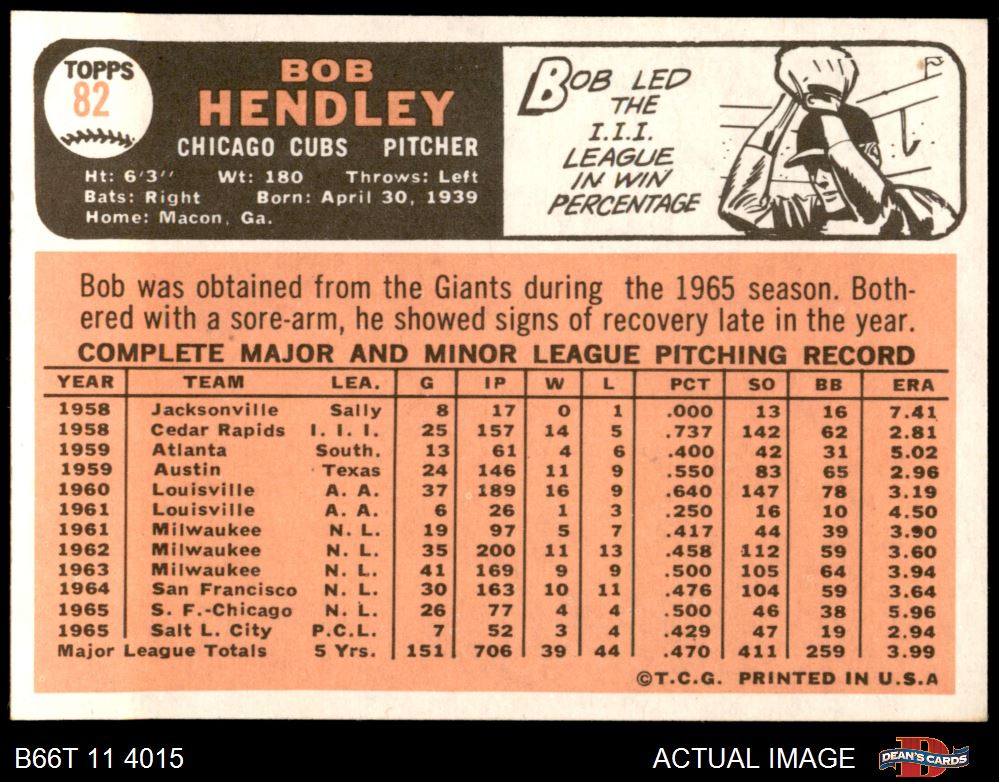 TOPPS
82
BOB
HENDLEY
CHICAGO CUBS PITCHER
Ht: 6'3" Wt: 180 Throws: Left
Bats: Right Born: April 30, 1939
Home: Macon, Ga.
BOB LED
THE
I.I.I.
LEAGUE
IN WIN
PERCENTAGE
Bob was obtained from the Giants during the 1965 season. Both-
ered with a sore-arm, he showed signs of recovery late in the year.
COMPLETE MAJOR AND MINOR LEAGUE PITCHING RECORD
YEAR TEAM LEA. G IP W L PCT SO BB ERA
1958 Jacksonville Sally 8 17 0 1 .000 13 16 7.41
1958 Cedar Rapids I. I. I. 25 157 14 5 .737 142 62 2.81
1959 Atlanta South. 13 61 4 6 .400 42 31 5.02
1959 Austin Texas 24 146 11 9 .550 83 65 2.96
1960 Louisville A. A. 37 189 16 9 .640 147 78 3.19
1961 Louisville A. A. 6 26 1 3 .250 16 10 4.50
1961 Milwaukee N. L. 19 97 5 7 .417 44 39 3.90
1962 Milwaukee N. L. 35 200 11 13 .458 112 59 3.60
1963 Milwaukee N. L. 41 169 9 9 .500 105 64 3.94
1964 San Francisco N. L. 30 163 10 11 .476 104 59 3.64
1965 S. F.-Chicago N. L. 26 77 4 4 .500 46 38 5.96
1965 Salt L. City P.C.L. 7 52 3 4 .429 47 19 2.94
Major League Totals 5 Yrs. 151 706 39 44 .470 411 259 3.99
©T.C.G. PRINTED IN U.S.A
B66T 11 4015 ACTUAL IMAGE DEAN'S CARDS